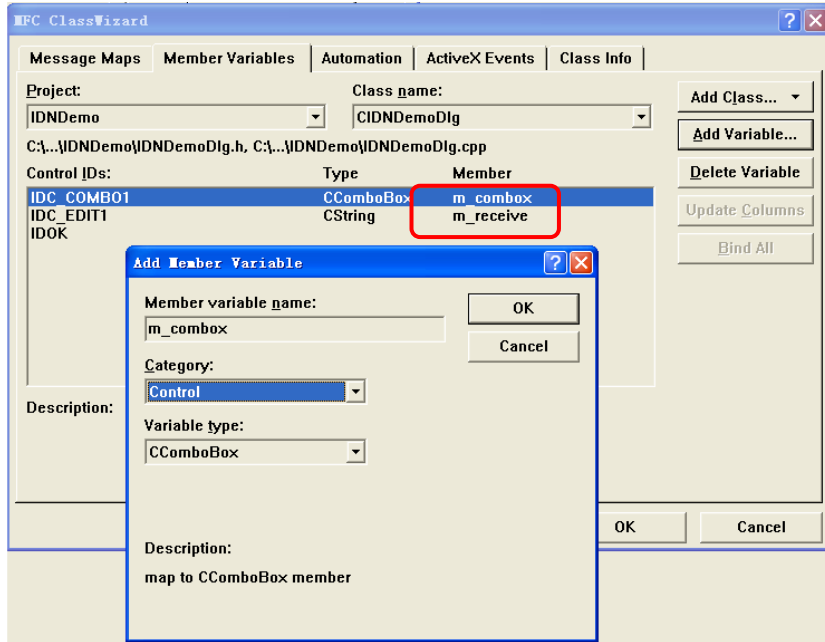 MFC ClassWizard
Message Maps Member Variables Automation ActiveX Events Class Info
Project: Class name:
IDNDemo CIDNDemoDlg
Add Class...
Add Variable...
C:\...\IDNDemo\IDNDemoDlg.h, C:\...\IDNDemo\IDNDemoDlg.cpp
Control IDs: Type Member
Delete Variable
IDC_COMBO1 CComboBox m_combox
IDC_EDIT1 CString m_receive
IDOK
Update Columns
Bind All
Add Member Variable
Member variable name:
OK
m_combox
Cancel
Category:
Control
Description:
Variable type:
CComboBox
OK Cancel
Description:
map to CComboBox member